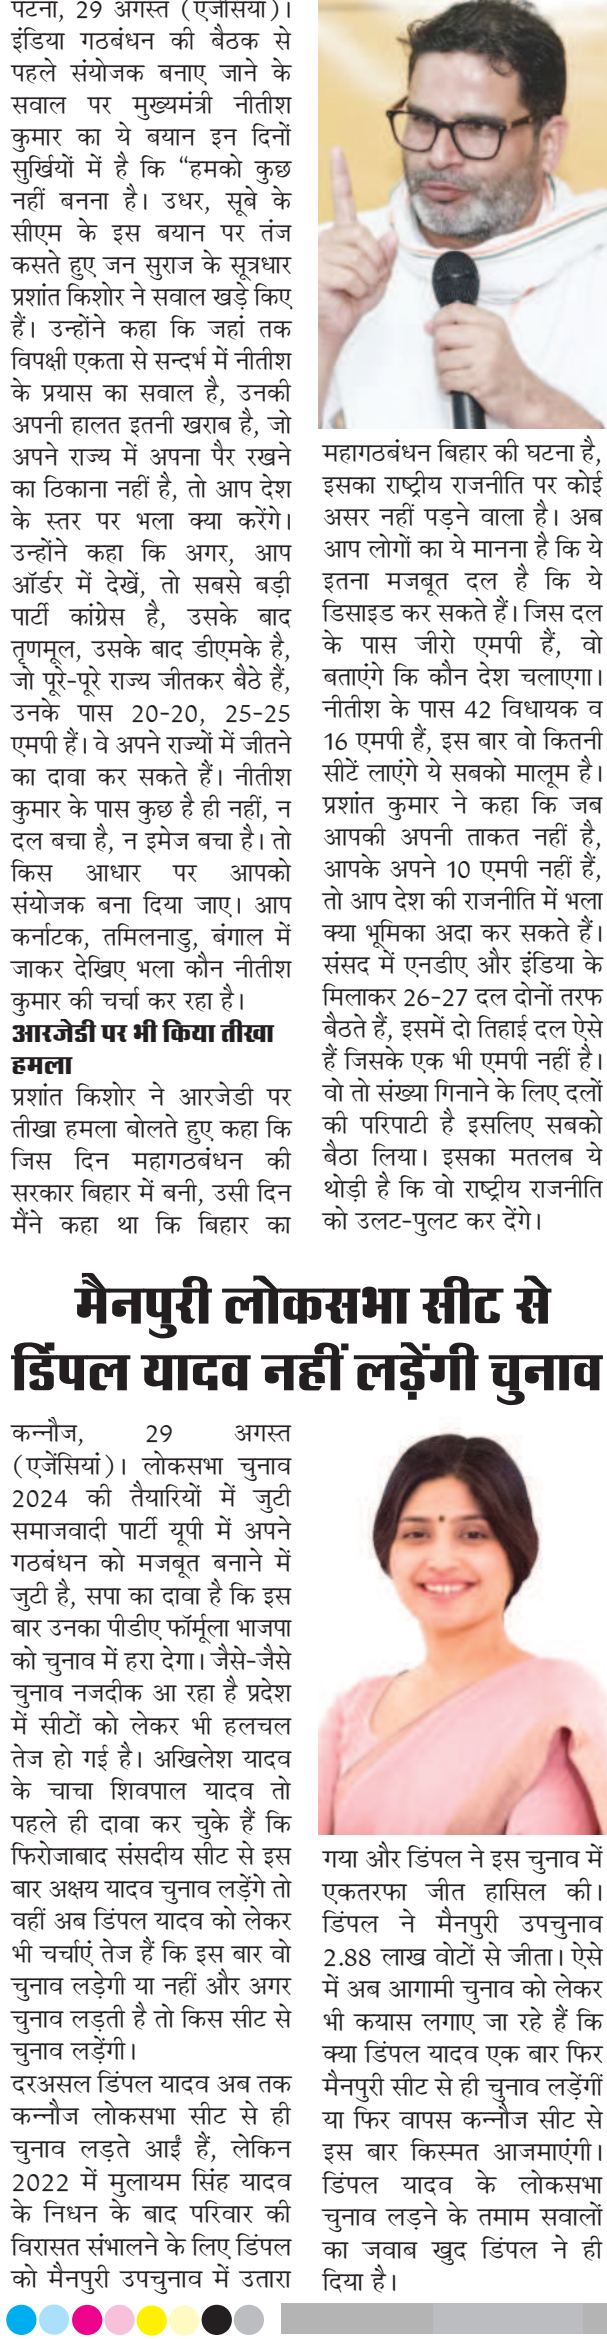 पटना, 29 अगस्त (एजेंसियां)।
इंडिया गठबंधन की बैठक से
पहले संयोजक बनाए जाने के
सवाल पर मुख्यमंत्री नीतीश
कुमार का ये बयान इन दिनों
सुर्खियों में है कि “हमको कुछ
नहीं बनना है। उधर, सूबे के
सीएम के इस बयान पर तंज
कसते हुए जन सुराज के सूत्रधार
प्रशांत किशोर ने सवाल खड़े किए
हैं। उन्होंने कहा कि जहां तक
विपक्षी एकता से सन्दर्भ में नीतीश
के प्रयास का सवाल है, उनकी
अपनी हालत इतनी खराब है, जो
अपने राज्य में अपना पैर रखने
का ठिकाना नहीं है, तो आप देश
के स्तर पर भला क्या करेंगे।
उन्होंने कहा कि अगर, आप
ऑर्डर में देखें, तो सबसे बड़ी
पार्टी कांग्रेस है, उसके बाद
तृणमूल, उसके बाद डीएमके है,
जो पूरे-पूरे राज्य जीतकर बैठे हैं,
उनके पास 20-20, 25-25
एमपी हैं। वे अपने राज्यों में जीतने
का दावा कर सकते हैं। नीतीश
कुमार के पास कुछ है ही नहीं, न
दल बचा है, न इमेज बचा है। तो
किस आधार पर आपको
संयोजक बना दिया जाए। आप
कर्नाटक, तमिलनाडु, बंगाल में
जाकर देखिए भला कौन नीतीश
कुमार की चर्चा कर रहा है।
आरजेडी पर भी किया तीखा
हमला
प्रशांत किशोर ने आरजेडी पर
तीखा हमला बोलते हुए कहा कि
जिस दिन महागठबंधन की
सरकार बिहार में बनी, उसी दिन
मैंने कहा था कि बिहार का
महागठबंधन बिहार की घटना है,
इसका राष्ट्रीय राजनीति पर कोई
असर नहीं पड़ने वाला है। अब
आप लोगों का ये मानना है कि ये
इतना मजबूत दल है कि ये
डिसाइड कर सकते हैं। जिस दल
के पास जीरो एमपी हैं, वो
बताएंगे कि कौन देश चलाएगा।
नीतीश के पास 42 विधायक व
16 एमपी हैं, इस बार वो कितनी
सीटें लाएंगे ये सबको मालूम है।
प्रशांत कुमार ने कहा कि जब
आपकी अपनी ताकत नहीं है,
आपके अपने 10 एमपी नहीं हैं,
तो आप देश की राजनीति में भला
क्या भूमिका अदा कर सकते हैं।
संसद में एनडीए और इंडिया के
मिलाकर 26-27 दल दोनों तरफ
बैठते हैं, इसमें दो तिहाई दल ऐसे
हैं जिसके एक भी एमपी नहीं है।
वो तो संख्या गिनाने के लिए दलों
की परिपाटी है इसलिए सबको
बैठा लिया। इसका मतलब ये
थोड़ी है कि वो राष्ट्रीय राजनीति
को उलट-पुलट कर देंगे।
मैनपुरी लोकसभा सीट से
डिंपल यादव नहीं लड़ेंगी चुनाव
कन्नौज, 29 अगस्त
(एजेंसियां)। लोकसभा चुनाव
2024 की तैयारियों में जुटी
समाजवादी पार्टी यूपी में अपने
गठबंधन को मजबूत बनाने में
जुटी है, सपा का दावा है कि इस
बार उनका पीडीए फॉर्मूला भाजपा
को चुनाव में हरा देगा। जैसे-जैसे
चुनाव नजदीक आ रहा है प्रदेश
में सीटों को लेकर भी हलचल
तेज हो गई है। अखिलेश यादव
के चाचा शिवपाल यादव तो
पहले ही दावा कर चुके हैं कि
फिरोजाबाद संसदीय सीट से इस
बार अक्षय यादव चुनाव लड़ेंगे तो
वहीं अब डिंपल यादव को लेकर
भी चर्चाएं तेज हैं कि इस बार वो
चुनाव लड़ेगी या नहीं और अगर
चुनाव लड़ती है तो किस सीट से
चुनाव लड़ेंगी।
दरअसल डिंपल यादव अब तक
कन्नौज लोकसभा सीट से ही
चुनाव लड़ते आईं हैं, लेकिन
2022 में मुलायम सिंह यादव
के निधन के बाद परिवार की
विरासत संभालने के लिए डिंपल
को मैनपुरी उपचुनाव में उतारा
गया और डिंपल ने इस चुनाव में
एकतरफा जीत हासिल की।
डिंपल ने मैनपुरी उपचुनाव
2.88 लाख वोटों से जीता। ऐसे
में अब आगामी चुनाव को लेकर
भी कयास लगाए जा रहे हैं कि
क्या डिंपल यादव एक बार फिर
मैनपुरी सीट से ही चुनाव लड़ेंगीं
या फिर वापस कन्नौज सीट से
इस बार किस्मत आजमाएंगी।
डिंपल यादव के लोकसभा
चुनाव लड़ने के तमाम सवालों
का जवाब खुद डिंपल ने ही
दिया है।